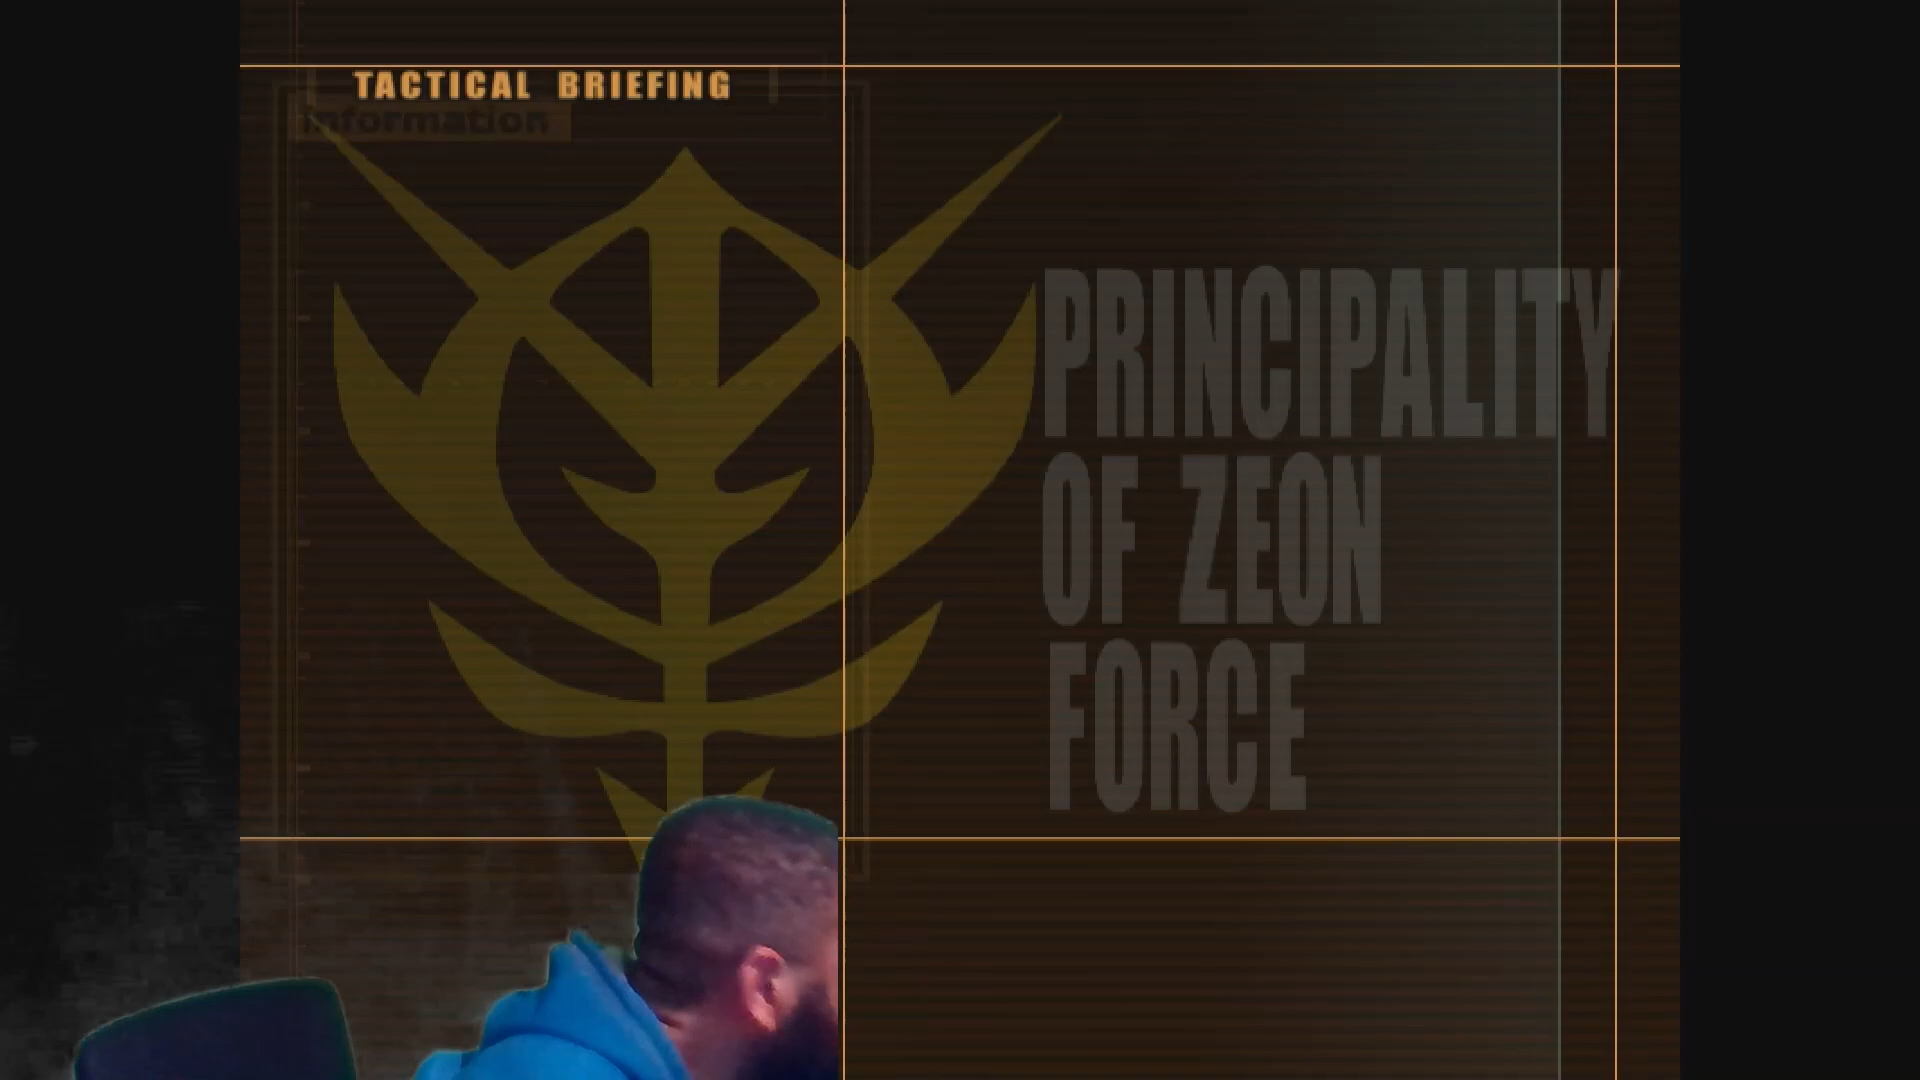 TACTICAL BRIEFING
information
PRINCIPALITY
OF ZEON
FORCE